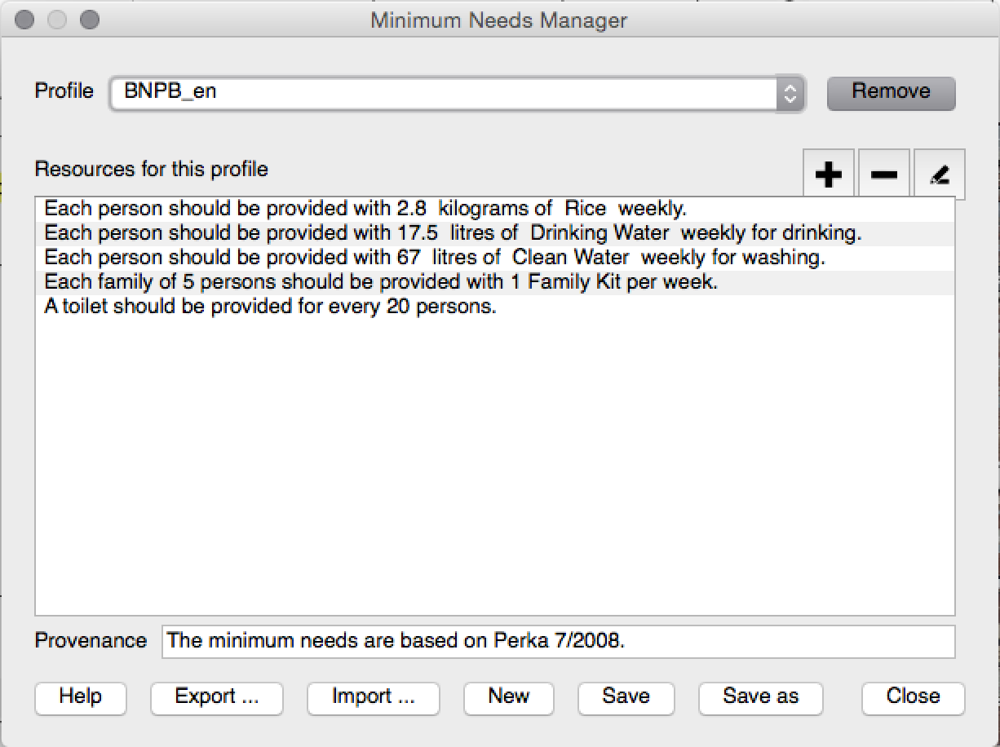 Minimum Needs Manager
Profile BNPB_en Remove
Resources for this profile
Each person should be provided with 2.8  kilograms of  Rice  weekly.
Each person should be provided with 17.5  litres of  Drinking Water  weekly for drinking.
Each person should be provided with 67  litres of  Clean Water  weekly for washing.
Each family of 5 persons should be provided with 1 Family Kit per week.
A toilet should be provided for every 20 persons.
Provenance The minimum needs are based on Perka 7/2008.
Help Export ... Import ... New Save Save as Close